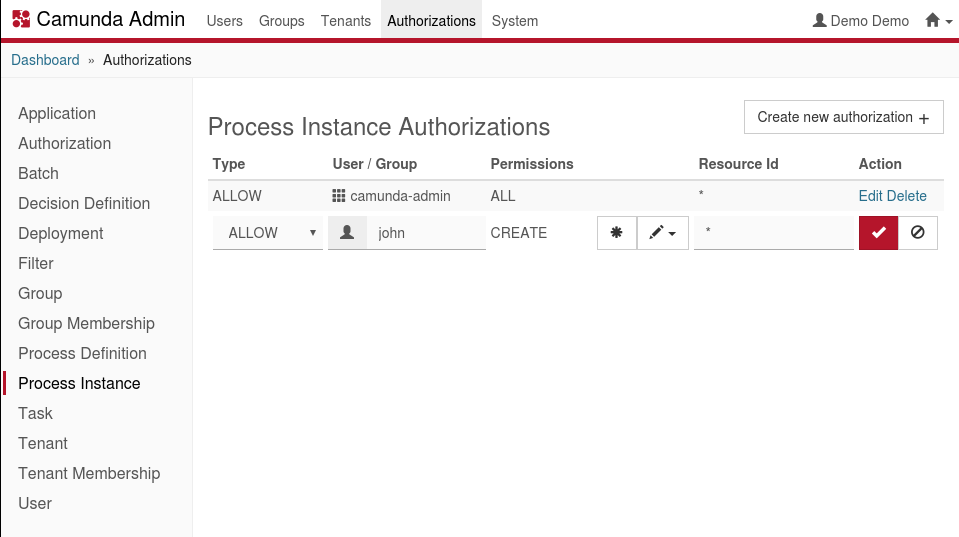 Camunda Admin Users Groups Tenants Authorizations System Demo Demo
Dashboard » Authorizations
Application
Authorization
Batch
Decision Definition
Deployment
Filter
Group
Group Membership
Process Definition
Process Instance
Task
Tenant
Tenant Membership
User
Process Instance Authorizations
Create new authorization +
Type User / Group Permissions Resource Id Action
ALLOW camunda-admin ALL * Edit Delete
ALLOW john CREATE *